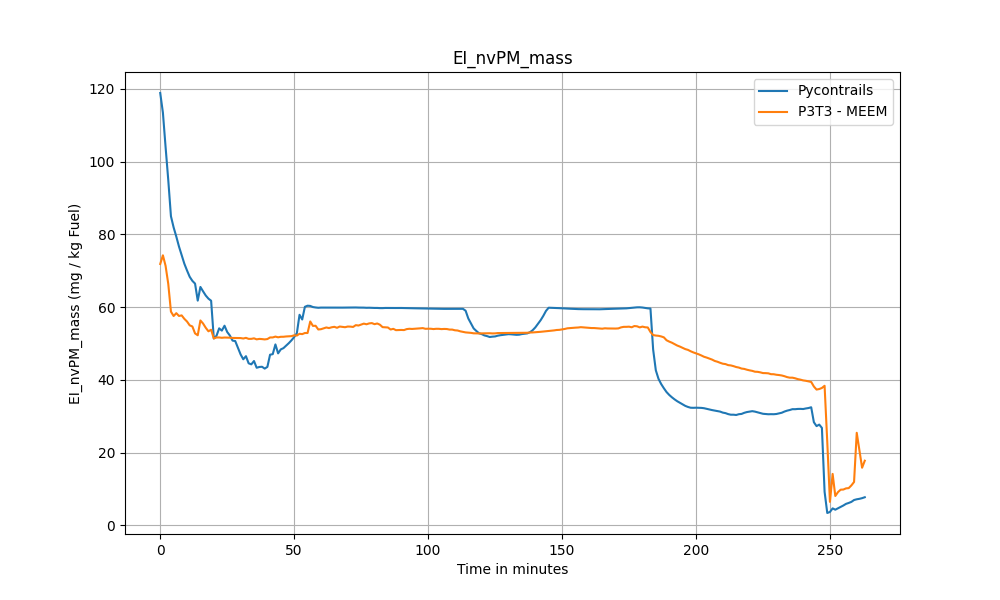 EI_nvPM_mass
Pycontrails
P3T3 - MEEM
EI_nvPM_mass (mg / kg Fuel)
120
100
80
60
40
20
0
0 50 100 150 200 250
Time in minutes